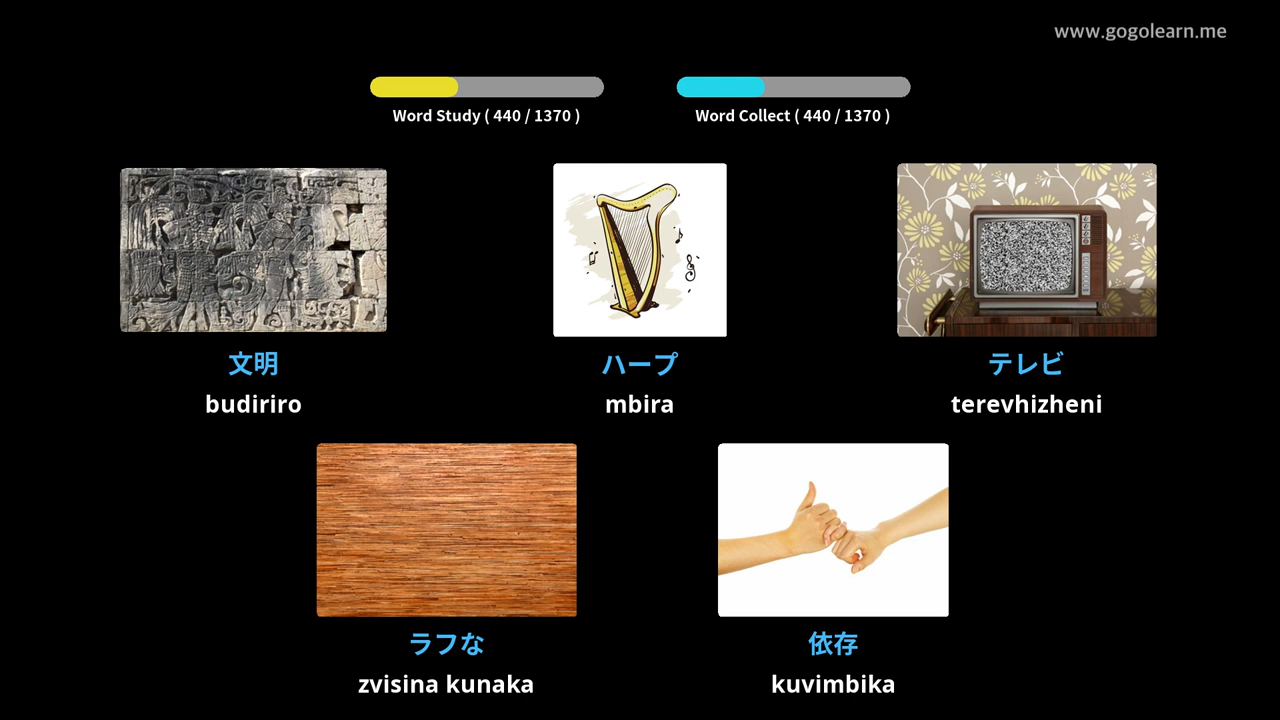 www.gogolearn.me
Word Study ( 440 / 1370 )
Word Collect ( 440 / 1370 )
文明
budiriro
ハープ
mbira
テレビ
terevhizheni
ラフな
zvisina kunaka
依存
kuvimbika